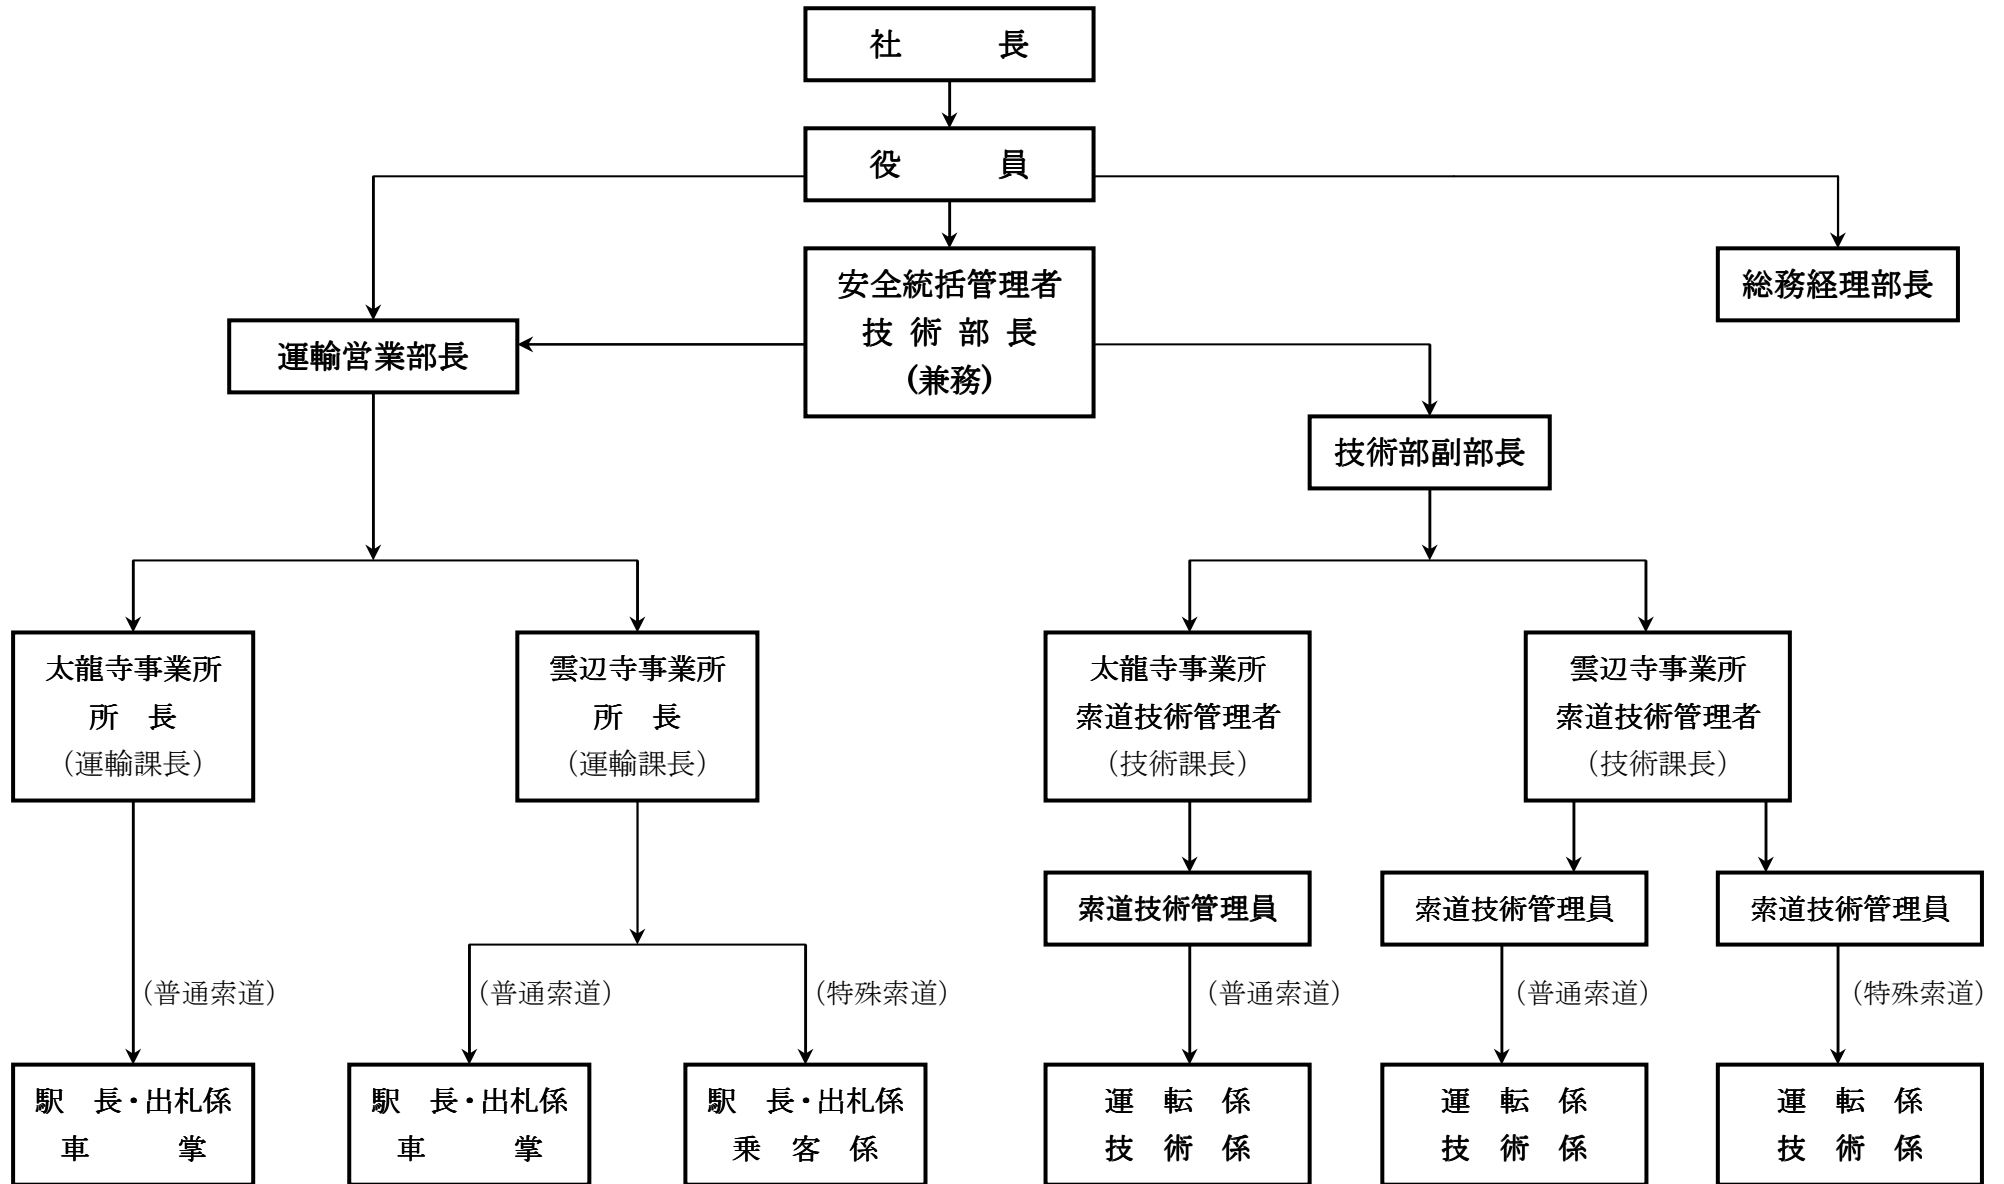 社　　　長
役　　　員
安全統括管理者
技 術 部 長
(兼務)
総務経理部長
運輸営業部長
技術部副部長
太龍寺事業所
所　長
（運輸課長）
雲辺寺事業所
所　長
（運輸課長）
太龍寺事業所
索道技術管理者
（技術課長）
雲辺寺事業所
索道技術管理者
（技術課長）
索道技術管理員
索道技術管理員
索道技術管理員
（普通索道）
（普通索道）
（特殊索道）
（普通索道）
（普通索道）
（特殊索道）
駅　長・出札係
車　　　掌
駅　長・出札係
車　　　掌
駅　長・出札係
乗　客　係
運　転　係
技　術　係
運　転　係
技　術　係
運　転　係
技　術　係